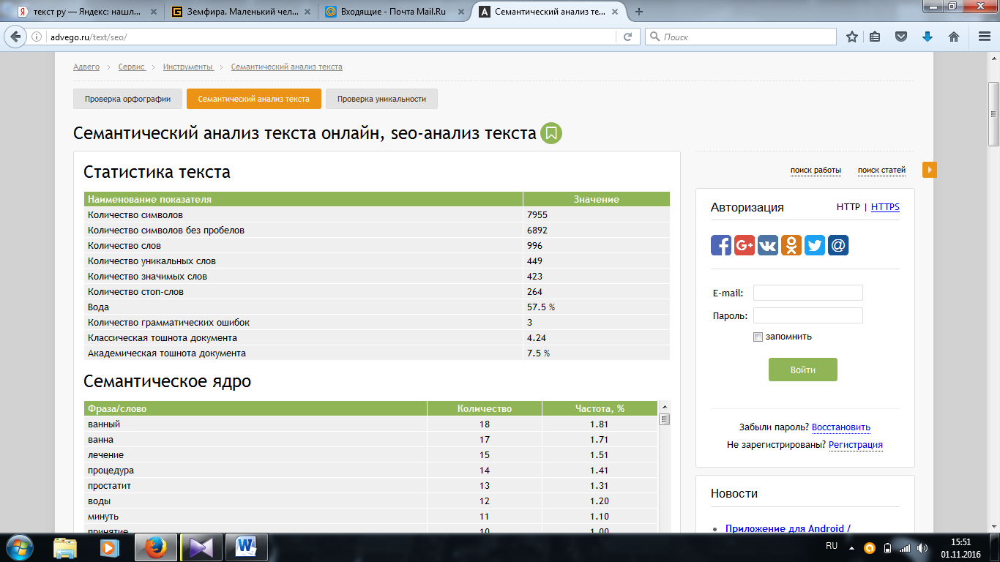 текст ру — Яндекс: нашл...
Земфира. Маленький чел...
Входящие - Почта Mail.Ru
Семантический анализ те...
advego.ru/text/seo/
Поиск
Адвего > Сервис > Инструменты > Семантический анализ текста
Проверка орфографии
Семантический анализ текста
Проверка уникальности
Семантический анализ текста онлайн, seo-анализ текста
Статистика текста
Наименование показателя Значение
Количество символов 7955
Количество символов без пробелов 6892
Количество слов 996
Количество уникальных слов 449
Количество значимых слов 423
Количество стоп-слов 264
Вода 57.5 %
Количество грамматических ошибок 3
Классическая тошнота документа 4.24
Академическая тошнота документа 7.5 %
Семантическое ядро
Фраза/слово Количество Частота, %
ванный 18 1.81
ванна 17 1.71
лечение 15 1.51
процедура 14 1.41
простатит 13 1.31
воды 12 1.20
минуть 11 1.10
принятие 10 1.00
поиск работы поиск статей
Авторизация HTTP | HTTPS
E-mail:
Пароль:
запомнить
Войти
Забыли пароль? Восстановить
Не зарегистрированы? Регистрация
Новости
Приложение для Android /
RU
15:51
01.11.2016